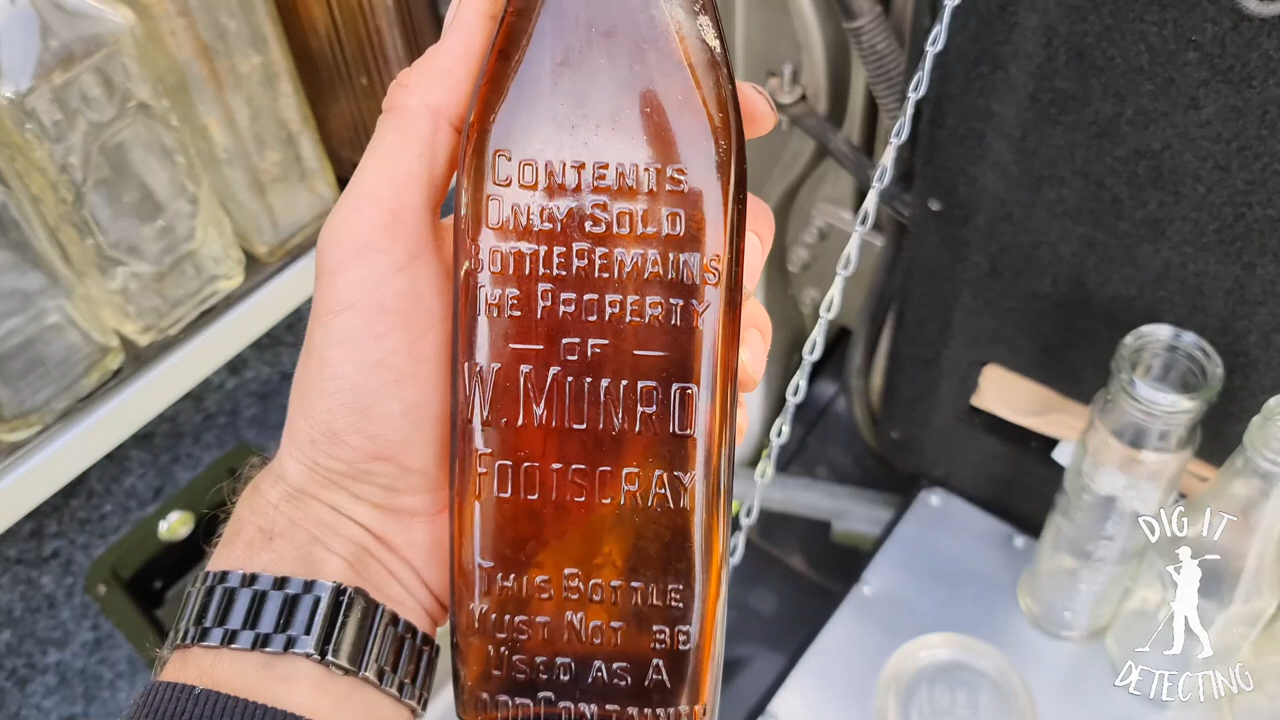 CONTENTS
ONLY SOLD
BOTTLE REMAINS
THE PROPERTY
— OF —
W. MUNRO
FOOTSCRAY
THIS BOTTLE
MUST NOT BE
USED AS A
DIG IT
DETECTING